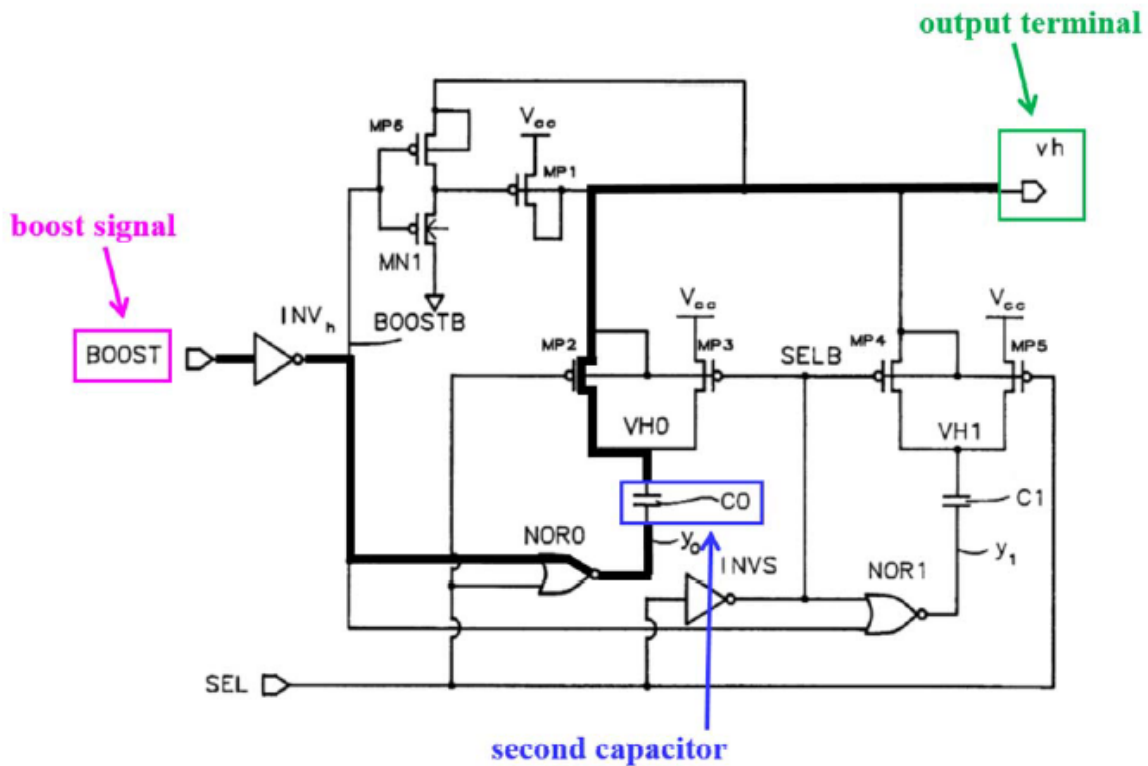 output terminal
vh
MP6
Vcc
MP1
boost signal
MN1
BOOST
INVh
BOOSTB
Vcc
Vcc
MP2
MP3
SELB
MP4
MP5
VH0
VH1
C0
C1
NOR0
y0
INVS
NOR1
y1
SEL
second capacitor